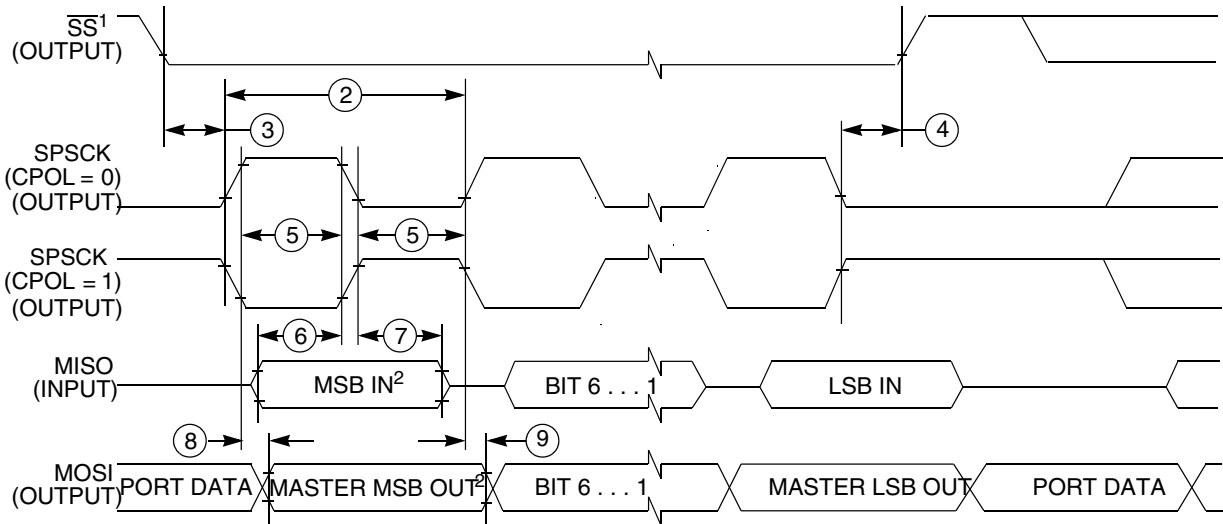 SS¹
(OUTPUT)
2
3
4
SPSCK
(CPOL = 0)
(OUTPUT)
5
5
SPSCK
(CPOL = 1)
(OUTPUT)
6
7
MISO
(INPUT)
MSB IN²
BIT 6 . . . 1
LSB IN
8
9
MOSI
(OUTPUT)
PORT DATA
MASTER MSB OUT²
BIT 6 . . . 1
MASTER LSB OUT
PORT DATA